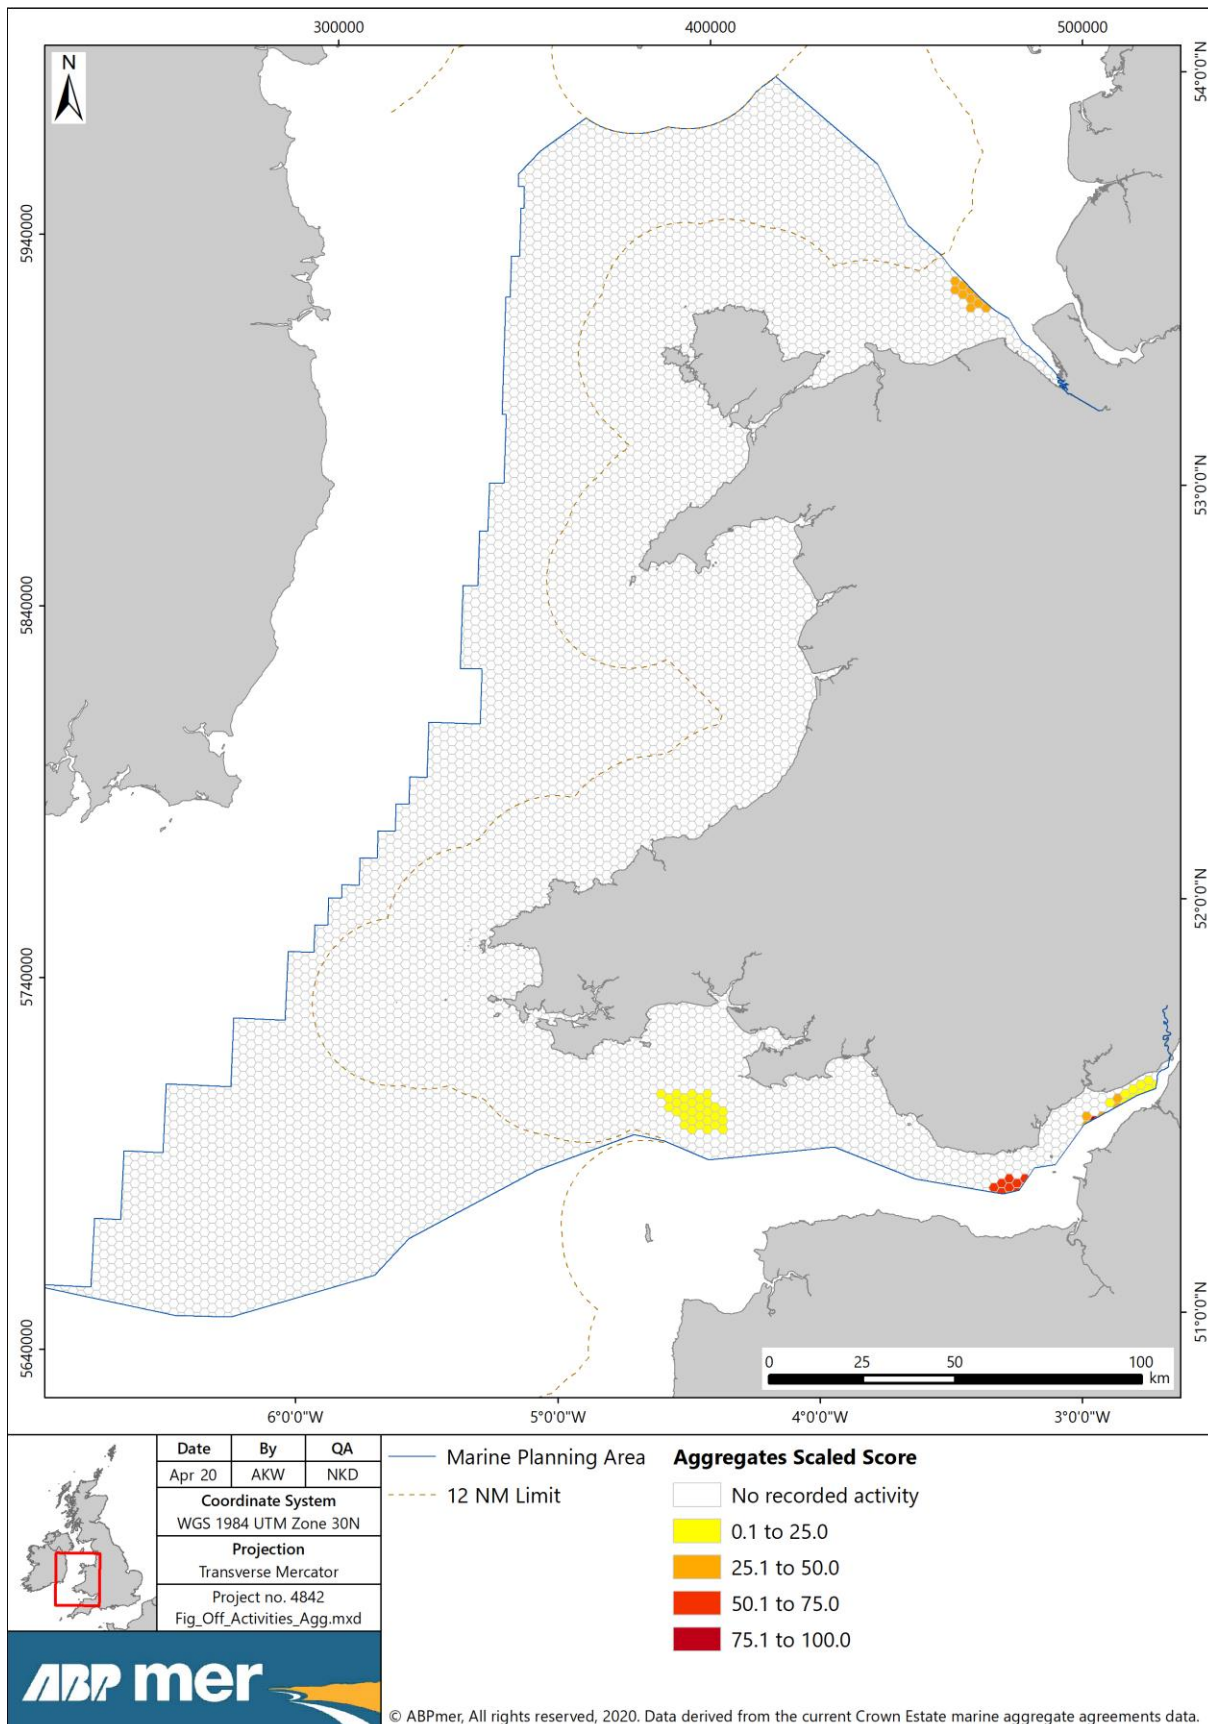 300000 400000 500000
N
54°0'0"N
5940000
53°0'0"N
5840000
52°0'0"N
5740000
51°0'0"N
5640000
0 25 50 100
km
6°0'0"W 5°0'0"W 4°0'0"W 3°0'0"W
Date By QA
Apr 20 AKW NKD
Coordinate System
WGS 1984 UTM Zone 30N
Projection
Transverse Mercator
Project no. 4842
Fig_Off_Activities_Agg.mxd
ABP mer
Marine Planning Area
12 NM Limit
Aggregates Scaled Score
No recorded activity
0.1 to 25.0
25.1 to 50.0
50.1 to 75.0
75.1 to 100.0
© ABPmer, All rights reserved, 2020. Data derived from the current Crown Estate marine aggregate agreements data.